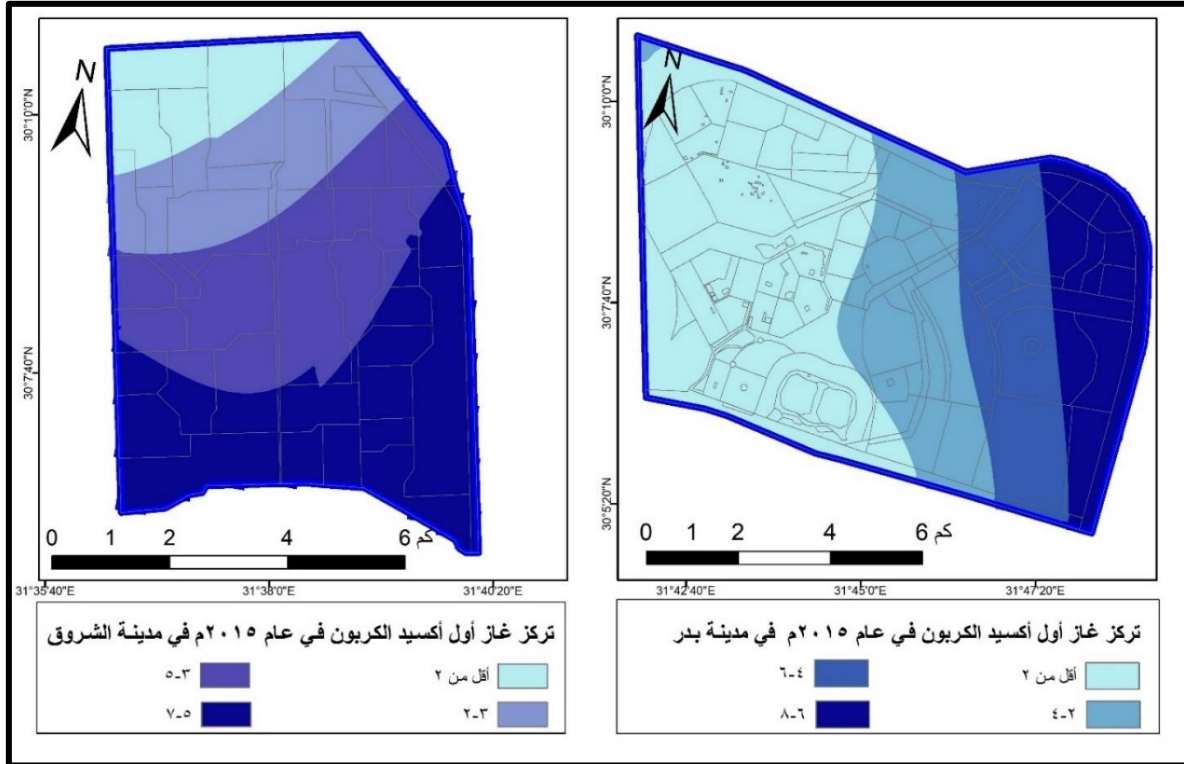 N
30°10'0"N
30°7'40"N
0 1 2 4 6 كم
31°35'40"E 31°38'0"E 31°40'20"E
تركز غاز أول أكسيد الكربون في عام ٢٠١٥م في مدينة الشروق
أقل من ٢
٣-٥
٢-٣
٥-٧
N
30°10'0"N
30°7'40"N
30°5'20"N
0 1 2 4 6 كم
31°42'40"E 31°45'0"E 31°47'20"E
تركز غاز أول أكسيد الكربون في عام ٢٠١٥م في مدينة بدر
أقل من ٢
٤-٦
٢-٤
٦-٨